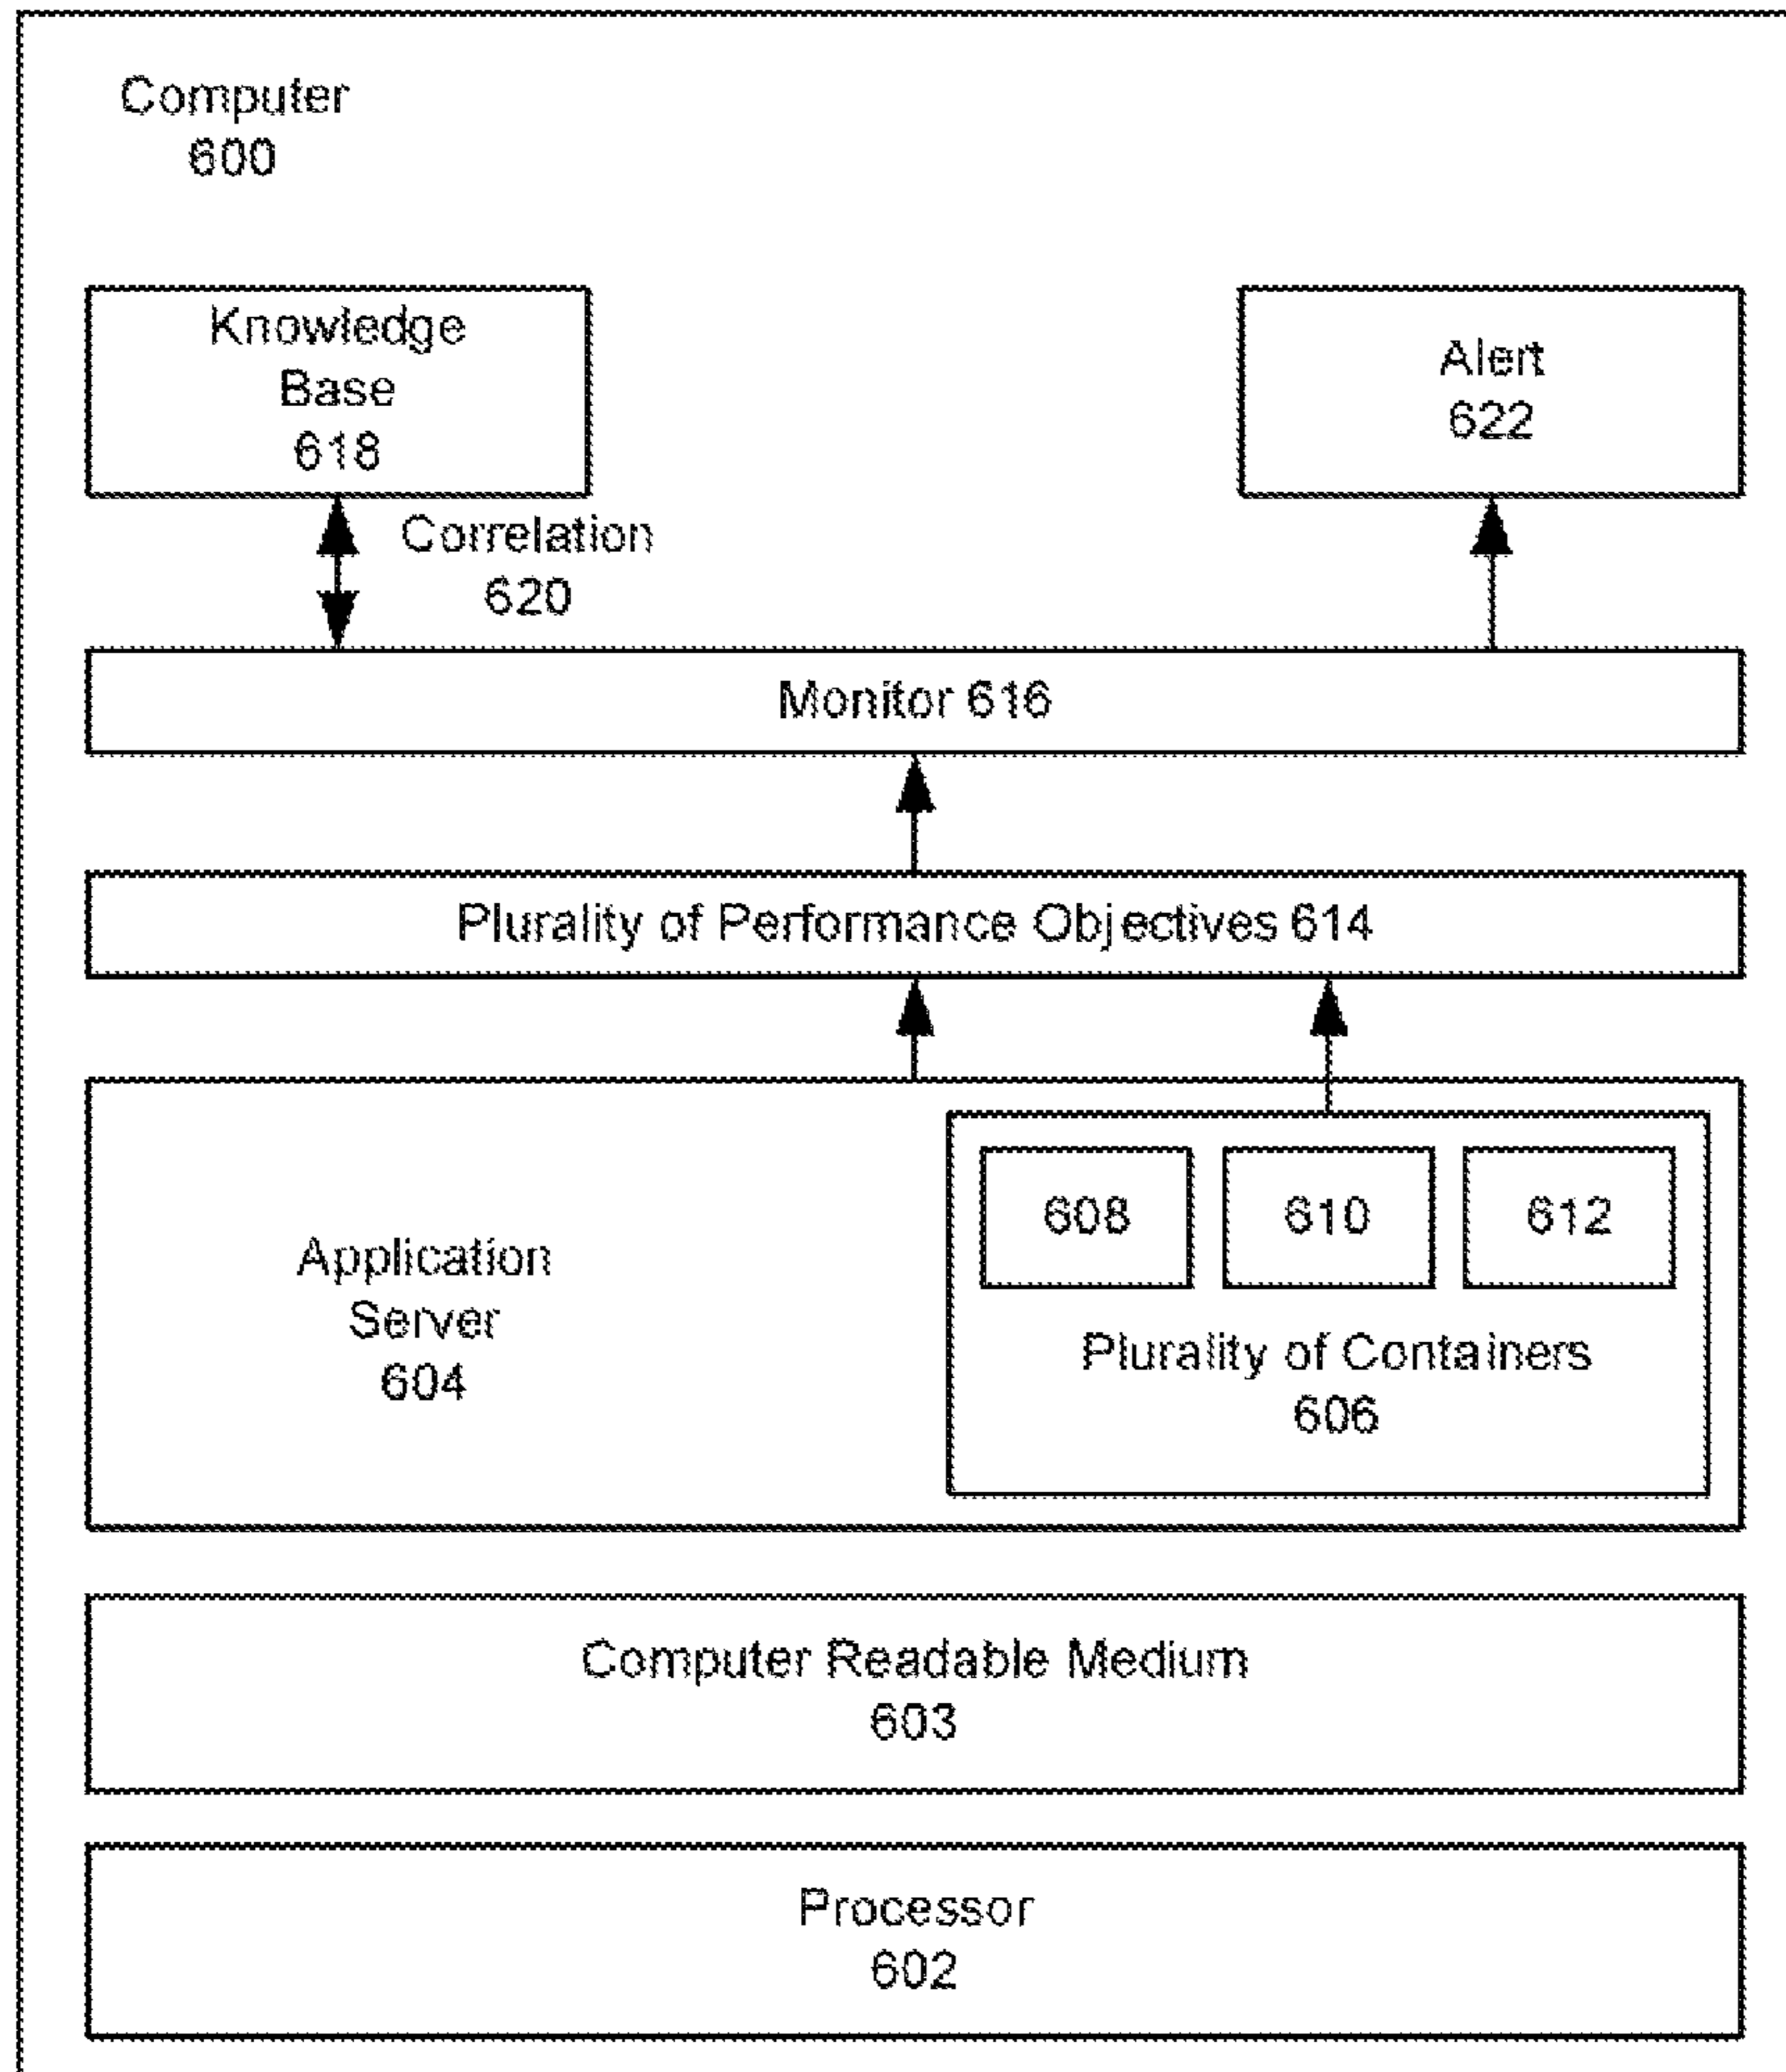 Computer
600
Knowledge
Base
618
Alert
622
Correlation
620
Monitor 616
Plurality of Performance Objectives 614
608
610
612
Application
Server
604
Plurality of Containers
606
Computer Readable Medium
603
Processor
602